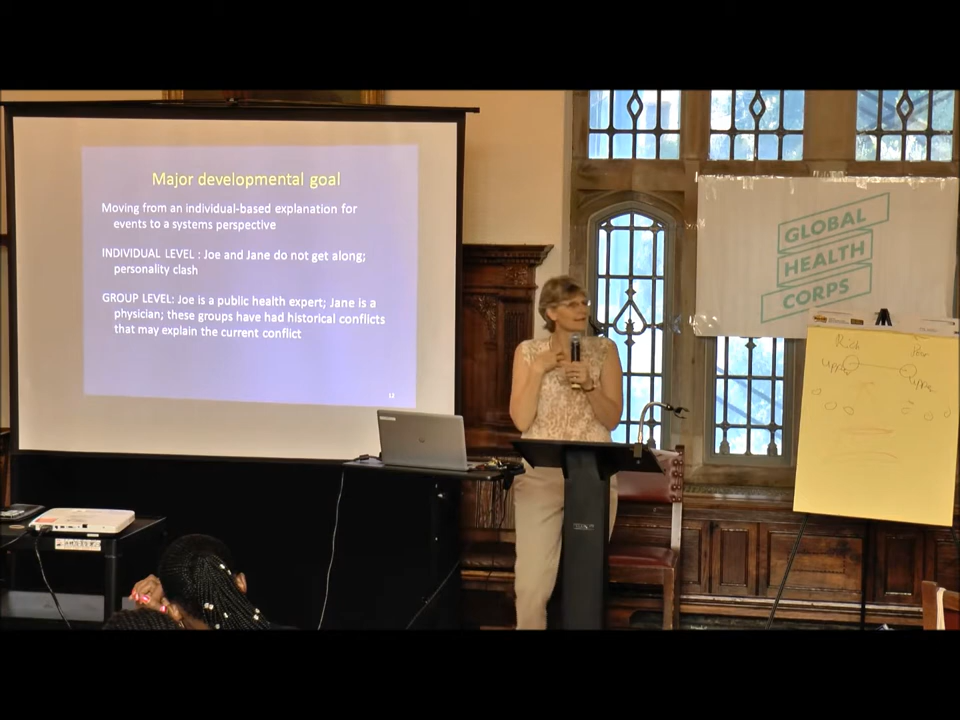 Major developmental goal
Moving from an individual-based explanation for
events to a systems perspective
INDIVIDUAL LEVEL : Joe and Jane do not get along;
personality clash
GROUP LEVEL: Joe is a public health expert; Jane is a
physician; these groups have had historical conflicts
that may explain the current conflict
12
GLOBAL
HEALTH
CORPS
Rich
Upper